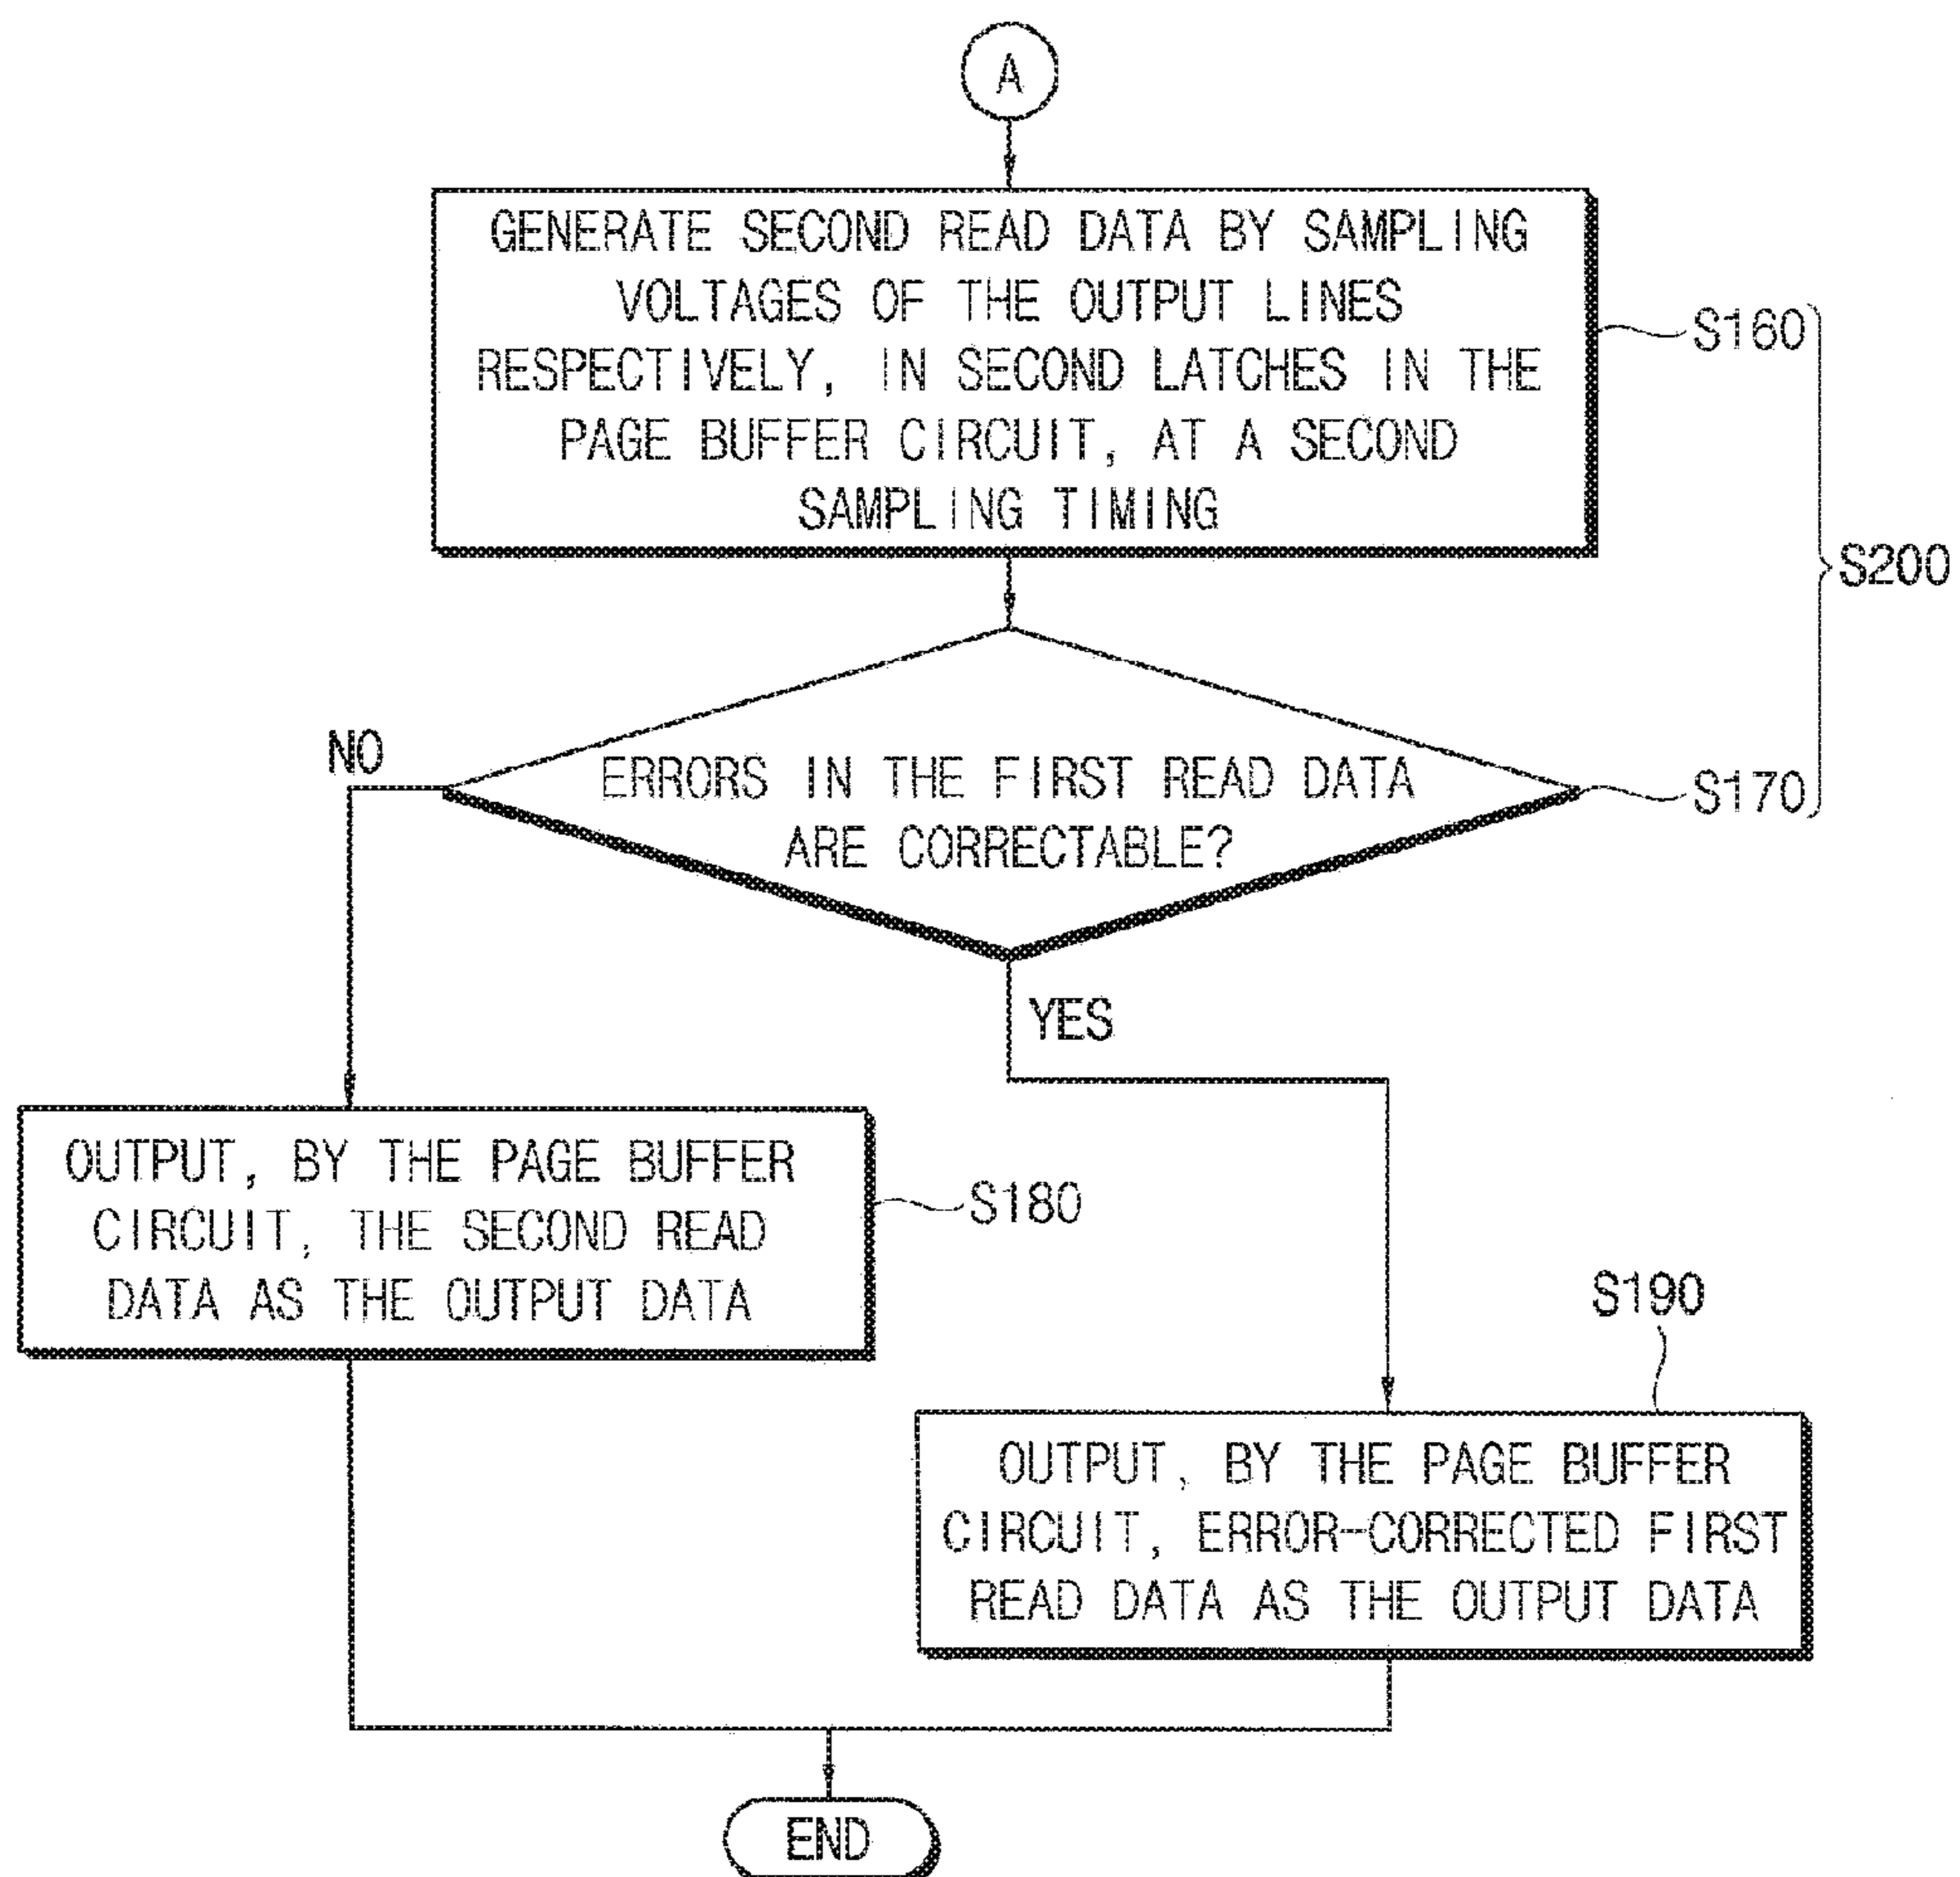 A
GENERATE SECOND READ DATA BY SAMPLING
VOLTAGES OF THE OUTPUT LINES
RESPECTIVELY, IN SECOND LATCHES IN THE
PAGE BUFFER CIRCUIT, AT A SECOND
SAMPLING TIMING
S160
S200
NO
ERRORS IN THE FIRST READ DATA
ARE CORRECTABLE?
S170
YES
OUTPUT, BY THE PAGE BUFFER
CIRCUIT, THE SECOND READ
DATA AS THE OUTPUT DATA
S180
S190
OUTPUT, BY THE PAGE BUFFER
CIRCUIT, ERROR-CORRECTED FIRST
READ DATA AS THE OUTPUT DATA
END